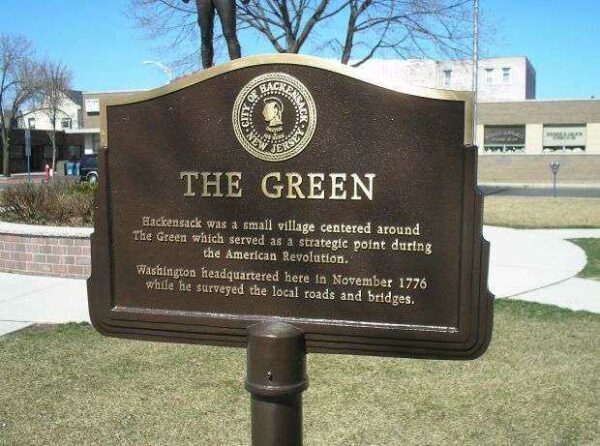 CITY OF HACKENSACK
NEW JERSEY
THE GREEN
Hackensack was a small village centered around
The Green which served as a strategic point during
the American Revolution.
Washington headquartered here in November 1776
while he surveyed the local roads and bridges.